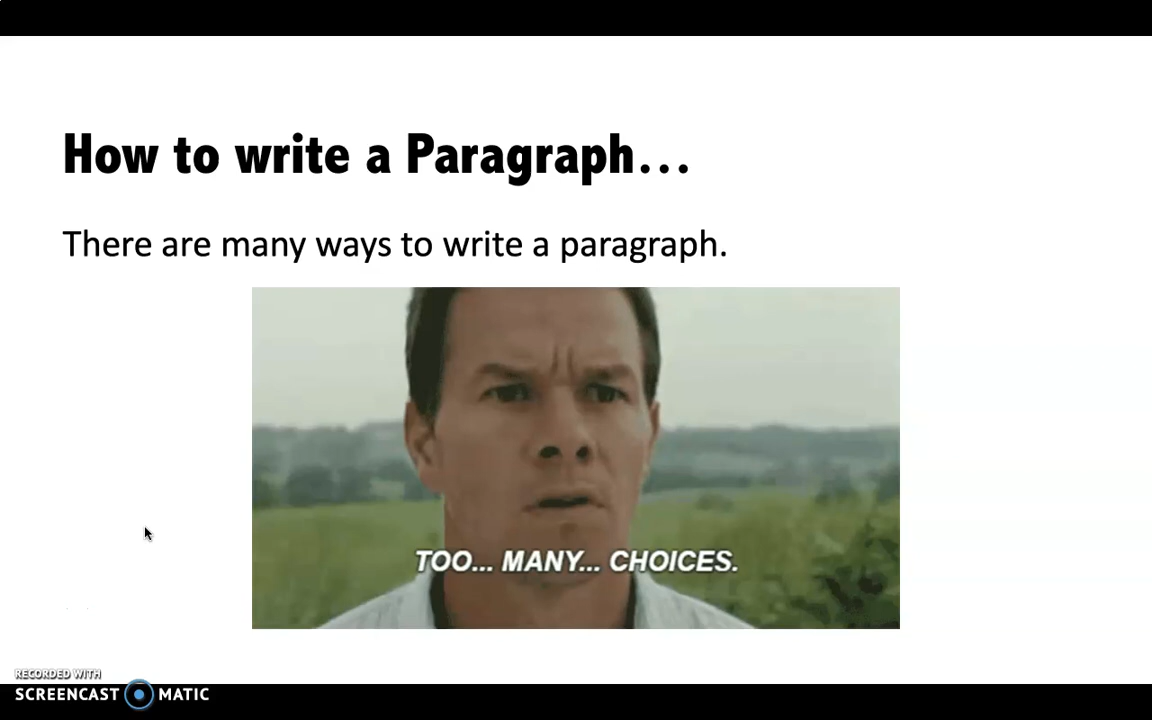 How to write a Paragraph...
There are many ways to write a paragraph.
TOO... MANY... CHOICES.
RECORDED WITH
SCREENCAST MATIC